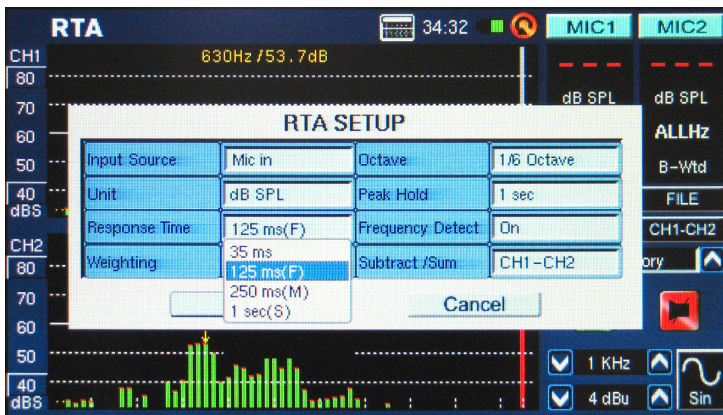 RTA 34:32 MIC1 MIC2
CH1 630Hz/53.7dB
80
dB SPL dB SPL
70
RTA SETUP
60 ALLHz
Input Source Mic in Octave 1/6 Octave
50 B-Wtd
Unit dB SPL Peak Hold 1 sec
40 FILE
dBS
Response Time 125 ms(F) Frequency Detect On
CH1-CH2
CH2
35 ms
Weighting Subtract /Sum CH1-CH2
80 ory
125 ms(F)
250 ms(M)
70 Cancel
1 sec(S)
60
50 1 KHz
40
dBS 4 dBu Sin